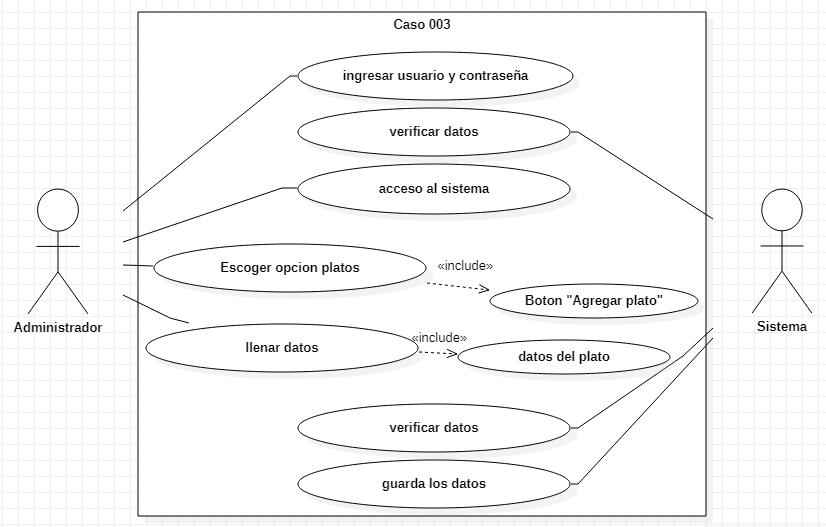 Caso 003
ingresar usuario y contraseña
verificar datos
acceso al sistema
Escoger opcion platos
«include»
Boton "Agregar plato"
Administrador
Sistema
llenar datos
«include»
datos del plato
verificar datos
guarda los datos